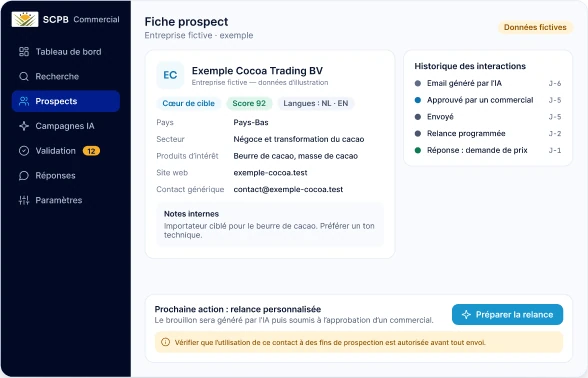 SCPB Commercial
Tableau de bord
Recherche
Prospects
Campagnes IA
Validation 12
Réponses
Paramètres
Fiche prospect
Entreprise fictive · exemple
Données fictives
EC
Exemple Cocoa Trading BV
Entreprise fictive — données d'illustration
Cœur de cible Score 92 Langues : NL · EN
Pays Pays-Bas
Secteur Négoce et transformation du cacao
Produits d'intérêt Beurre de cacao, masse de cacao
Site web exemple-cocoa.test
Contact générique contact@exemple-cocoa.test
Notes internes
Importateur ciblé pour le beurre de cacao. Préférer un ton
technique.
Historique des interactions
Email généré par l'IA J-6
Approuvé par un commercial J-5
Envoyé J-5
Relance programmée J-2
Réponse : demande de prix J-1
Prochaine action : relance personnalisée
Le brouillon sera généré par l'IA puis soumis à l'approbation d'un commercial.
Préparer la relance
Vérifier que l'utilisation de ce contact à des fins de prospection est autorisée avant tout envoi.